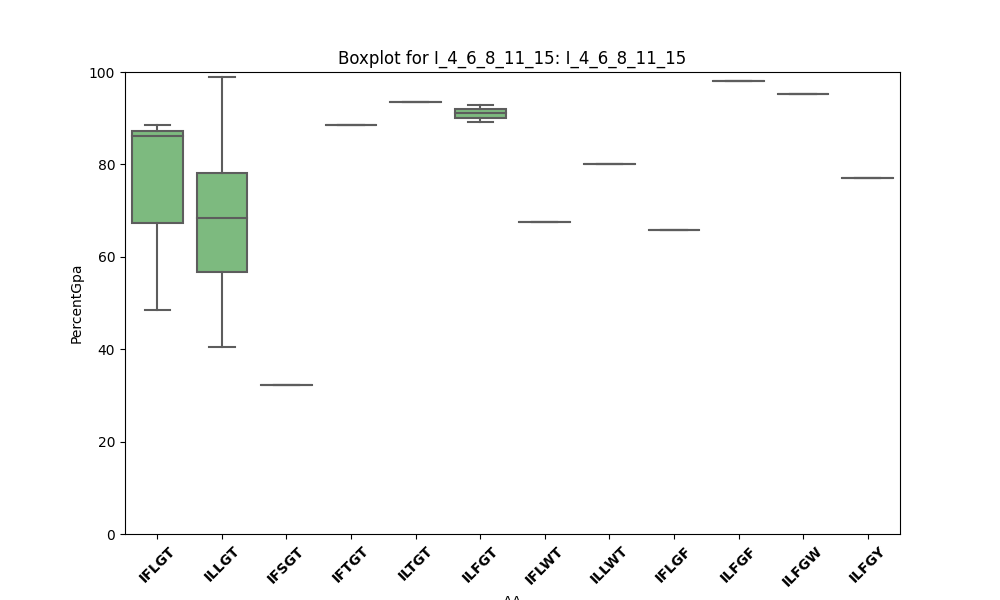 Boxplot for I_4_6_8_11_15: I_4_6_8_11_15
100
80
60
40
20
0
PercentGpa
IFLGT
ILLGT
IFSGT
IFTGT
ILTGT
ILFGT
IFLWT
ILLWT
IFLGF
ILFGF
ILFGW
ILFGY
AA